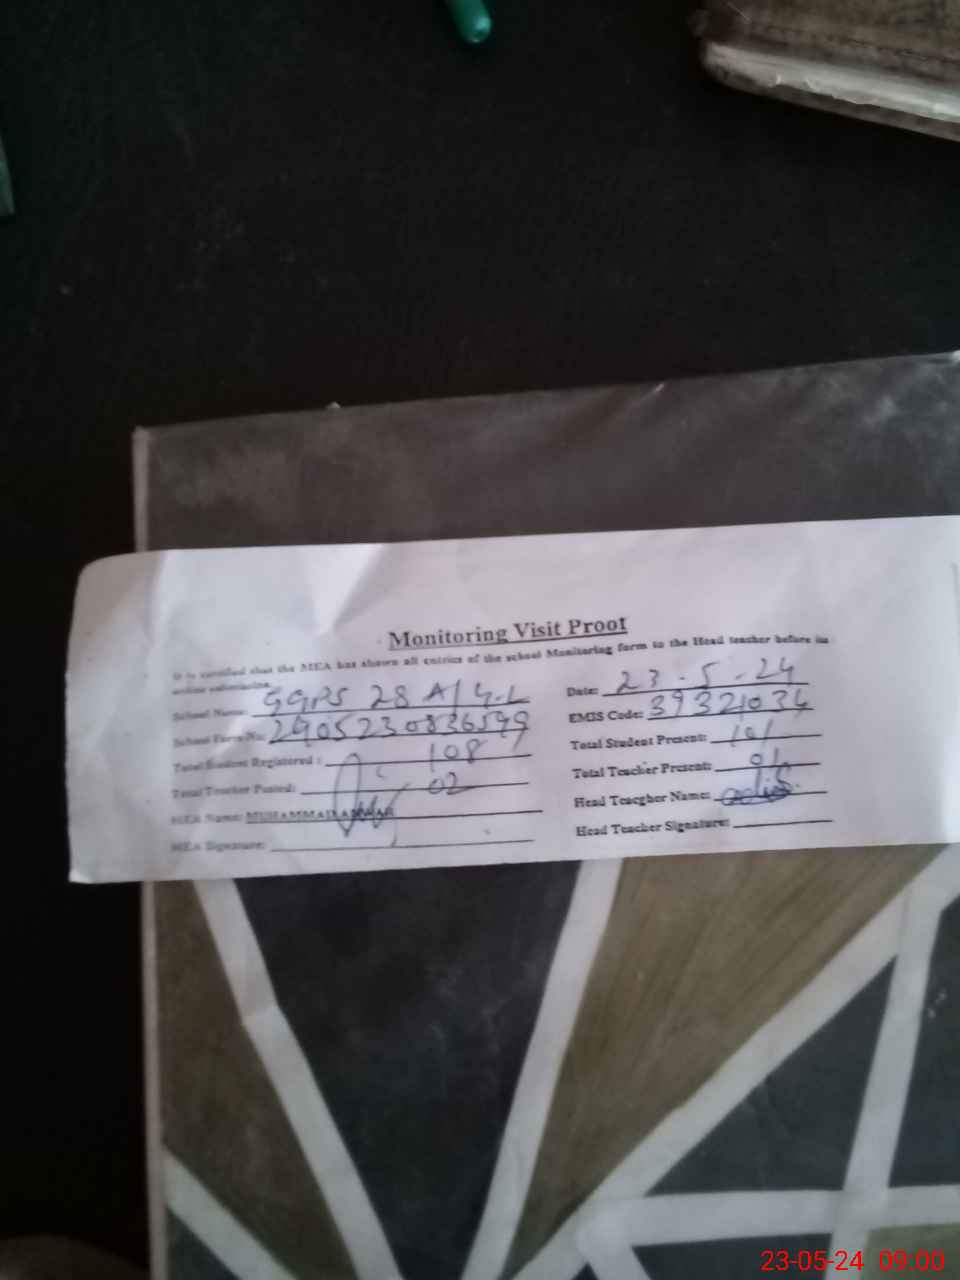 Monitoring Visit Proof
It is certified that the MEA has shown all entries of the school Monitoring form to the Head teacher before its
online submission.
School Name: GGPS 28 A/4.L Date: 23-5-24
School Form No: 2905230836599 EMIS Code: 39321034
Total Student Registered : 108 Total Student Present: 101
Total Teacher Posted: 02 Total Teacher Present:
MEA Name: MUHAMMAD Head Teacgher Name:
MEA Signature: Head Teacher Signature:
23-05-24 09:00